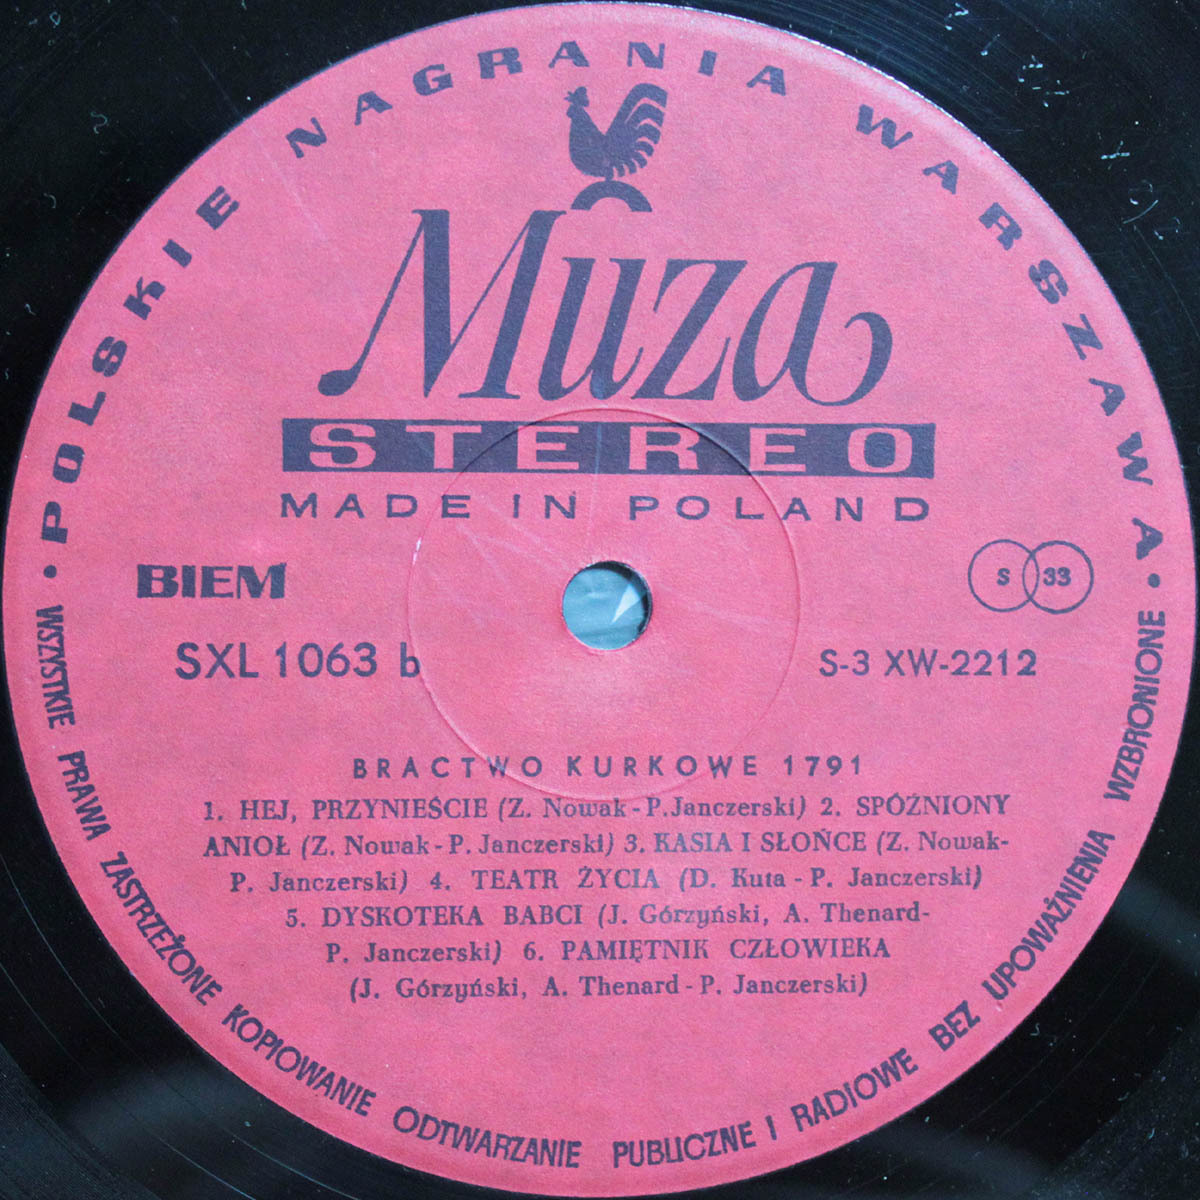 POLSKIE NAGRANIA WARSZAWA
Muza
STEREO
MADE IN POLAND
BIEM
S 33
SXL 1063 b
S-3 XW-2212
BRACTWO KURKOWE 1791
1. HEJ, PRZYNIEŚCIE (Z. Nowak-P.Janczerski) 2. SPÓŹNIONY
ANIOŁ (Z. Nowak-P. Janczerski) 3. KASIA I SŁOŃCE (Z. Nowak-
P. Janczerski) 4. TEATR ŻYCIA (D. Kuta-P. Janczerski)
5. DYSKOTEKA BABCI (J. Górzyński, A. Thenard-
P. Janczerski) 6. PAMIĘTNIK CZŁOWIEKA
(J. Górzyński, A. Thenard-P. Janczerski)
• WSZYSTKIE PRAWA ZASTRZEŻONE KOPIOWANIE ODTWARZANIE PUBLICZNE I RADIOWE BEZ UPOWAŻNIENIA WZBRONIONE •